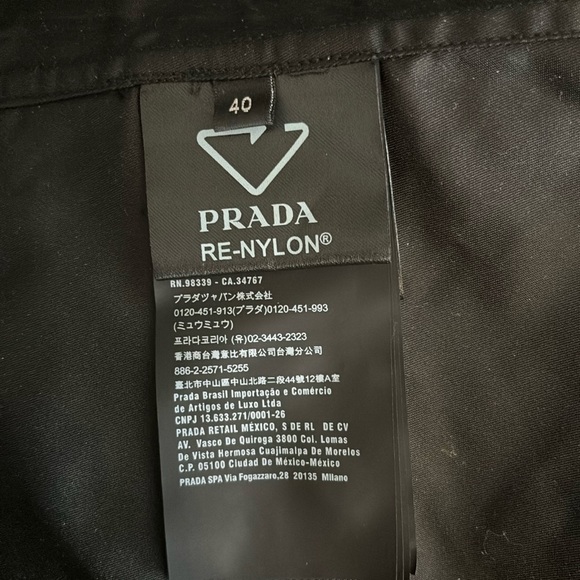 40
PRADA
RE-NYLON®
RN.98339 - CA.34767
プラダジャパン株式会社
0120-451-913(プラダ)0120-451-993
(ミュウミュウ)
프라다코리아 (유)02-3443-2323
香港商台灣意比有限公司台灣分公司
886-2-2571-5255
臺北市中山區中山北路二段44號12樓A室
Prada Brasil Importação e Comércio
de Artigos de Luxo Ltda
CNPJ 13.633.271/0001-26
PRADA RETAIL MÉXICO, S DE RL DE CV
AV. Vasco De Quiroga 3800 Col. Lomas
De Vista Hermosa Cuajimalpa De Morelos
C.P. 05100 Ciudad De México-México
PRADA SPA Via Fogazzaro,28 20135 Milano